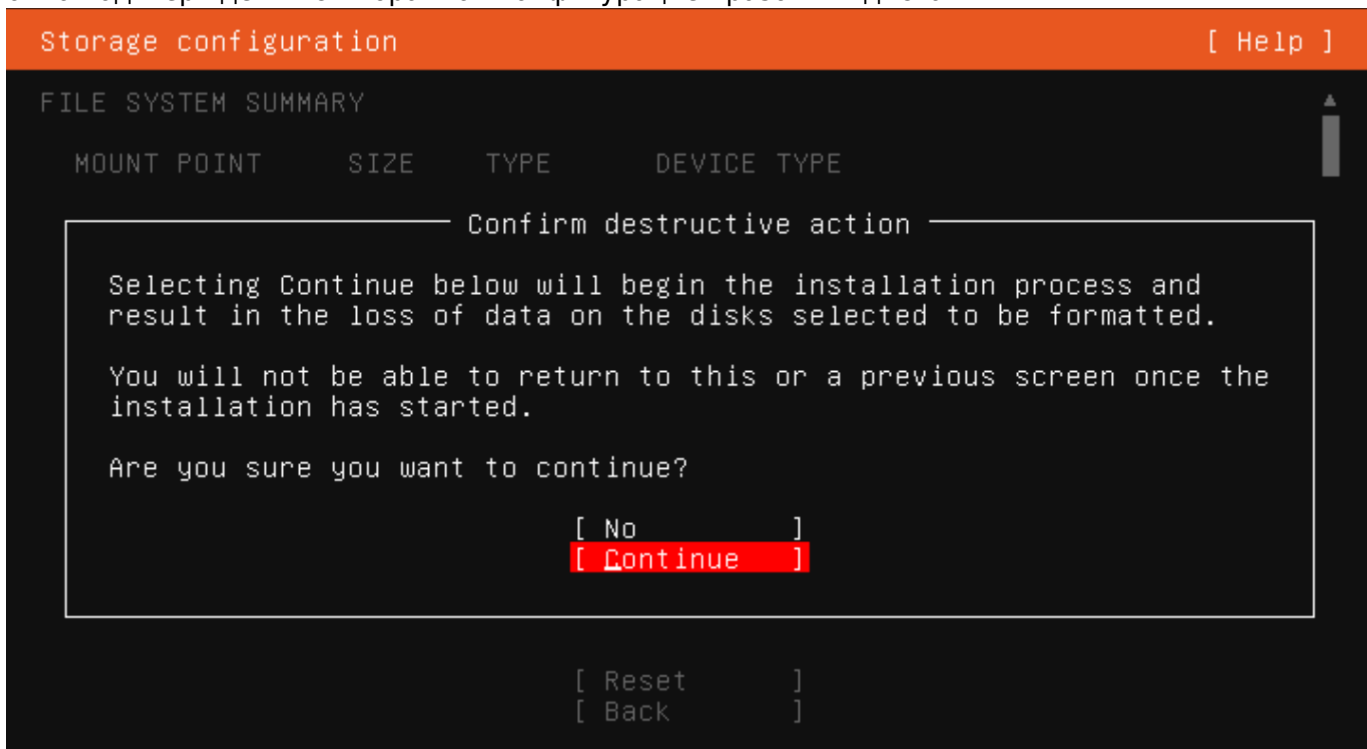 Storage configuration [ Help ]
FILE SYSTEM SUMMARY
MOUNT POINT SIZE TYPE DEVICE TYPE
Confirm destructive action
Selecting Continue below will begin the installation process and
result in the loss of data on the disks selected to be formatted.
You will not be able to return to this or a previous screen once the
installation has started.
Are you sure you want to continue?
[ No ]
[ Continue ]
[ Reset ]
[ Back ]